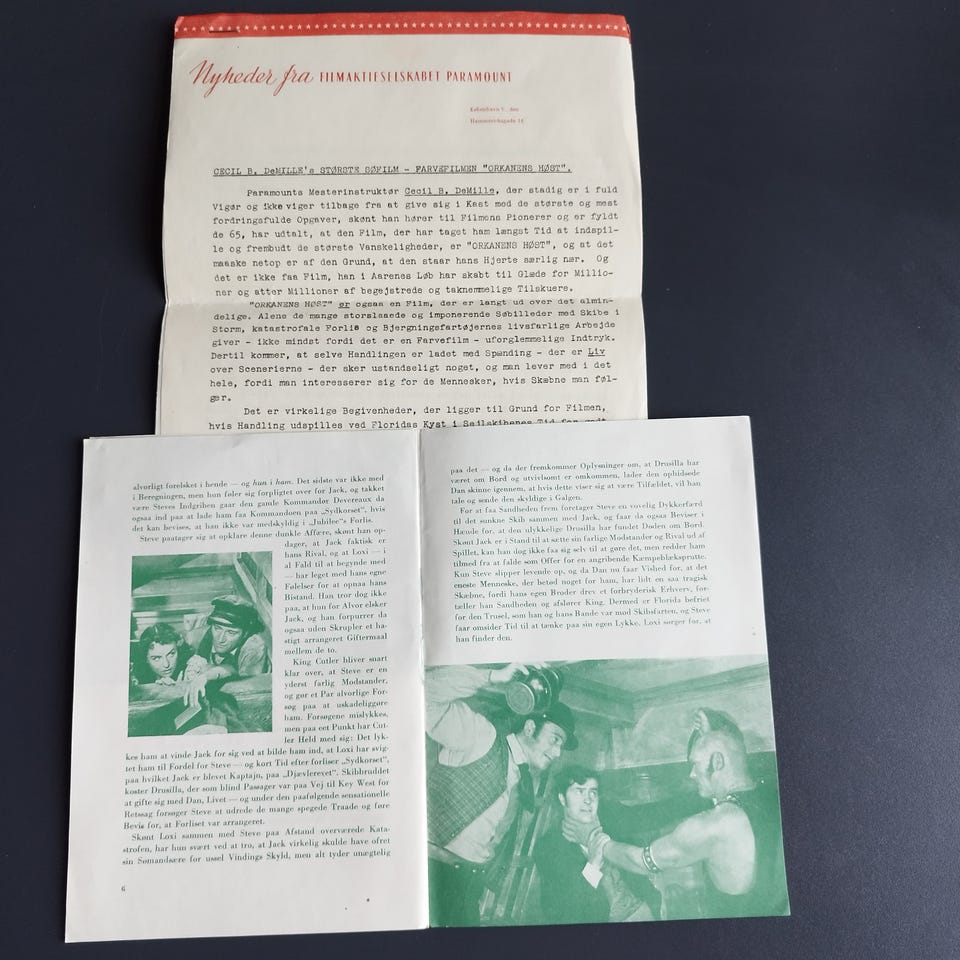 Nyheder fra FILMAKTIESELSKABET PARAMOUNT
København V. den
Hammerichsgade 14
CECIL B. DeMILLE's STØRSTE SØFILM - FARVEFILMEN "ORKANENS HØST".
Paramounts Mesterinstruktør Cecil B. DeMille, der stadig er i fuld
Vigør og ikke viger tilbage fra at give sig i Kast med de største og mest
fordringsfulde Opgaver, skønt han hører til Filmens Pionerer og er fyldt
de 65, har udtalt, at den Film, der har taget ham længst Tid at indspil-
le og frembudt de største Vanskeligheder, er "ORKANENS HØST", og at det
maaske netop er af den Grund, at den staar hans Hjerte særlig nær. Og
det er ikke faa Film, han i Aarenes Løb har skabt til Glæde for Millio-
ner og atter Millioner af begejstrede og taknemmelige Tilskuere.
"ORKANENS HØST" er ogsaa en Film, der er langt ud over det almin-
delige. Alene de mange storslaaede og imponerende Søbilleder med Skibe i
Storm, katastrofale Forlis og Bjergningsfartøjernes livsfarlige Arbejde
giver - ikke mindst fordi det er en Farvefilm - uforglemmelige Indtryk.
Dertil kommer, at selve Handlingen er ladet med Spænding - der er Liv
over Scenerierne - der sker ustandseligt noget, og man lever med i det
hele, fordi man interesserer sig for de Mennesker, hvis Skæbne man føl-
ger.
Det er virkelige Begivenheder, der ligger til Grund for Filmen,
hvis Handling udspilles ved Floridas Kyst i Sejlskibenes Tid for godt
alvorligt forelsket i hende — og hun i ham. Det sidste var ikke med
i Beregningen, men hun føler sig forpligtet over for Jack, og takket
være Steves Indgriben gaar den gamle Kommandør Devereaux da
ogsaa ind paa at lade ham faa Kommandoen paa „Sydkorset", hvis
det kan bevises, at han ikke var medskyldig i „Jubilee"s Forlis.
Steve paatager sig at opklare denne dunkle Affære, skønt han op-
dager, at Jack faktisk er
hans Rival, og at Loxi — i
al Fald til at begynde med
— har leget med hans egne
Følelser for at opnaa hans
Bistand. Han tror dog ikke
paa, at hun for Alvor elsker
Jack, og han forpurrer da
ogsaa uden Skrupler et ha-
stigt arrangeret Giftermaal
mellem de to.
King Cutler bliver snart
klar over, at Steve er en
yderst farlig Modstander,
og gør et Par alvorlige For-
søg paa at uskadeliggøre
ham. Forsøgene mislykkes,
men paa eet Punkt har Cut-
ler Held med sig: Det lyk-
kes ham at vinde Jack for sig ved at bilde ham ind, at Loxi har svig-
tet ham til Fordel for Steve — og kort Tid efter forliser „Sydkorset",
paa hvilket Jack er blevet Kaptajn, paa „Djævlerevet". Skibbruddet
koster Drusilla, der som blind Passager var paa Vej til Key West for
at gifte sig med Dan, Livet — og under den paafølgende sensationelle
Retssag forsøger Steve at udrede de mange spegede Traade og føre
Bevis for, at Forliset var arrangeret.
Skønt Loxi sammen med Steve paa Afstand overværede Kata-
strofen, har hun svært ved at tro, at Jack virkelig skulde have ofret
sin Sømandsære for ussel Vindings Skyld, men alt tyder unægtelig
6
paa det — og da der fremkommer Oplysninger om, at Drusilla har
været om Bord og utvivlsomt er omkommen, lader den ophidsede
Dan skinne igennem, at hvis dette viser sig at være Tilfældet, vil han
tale og sende den skyldige i Galgen.
For at faa Sandheden frem foretager Steve en vovelig Dykkerfærd
til det sunkne Skib sammen med Jack, og faar da ogsaa Beviser i
Hænde for, at den ulykkelige Drusilla har fundet Døden om Bord.
Skønt Jack er i Stand til at sætte sin farlige Modstander og Rival ud af
Spillet, kan han dog ikke faa sig selv til at gøre det, men redder ham
tilmed fra at falde som Offer for en angribende Kæmpeblæksprutte.
Kun Steve slipper levende op, og da Dan nu faar Vished for, at det
eneste Menneske, der betød noget for ham, har lidt en saa tragisk
Skæbne, fordi hans egen Broder drev et forbryderisk Erhverv, for-
tæller han Sandheden og afslører King. Dermed er Florida befriet
for den Trusel, som han og hans Bande var mod Skibsfarten, og Steve
faar omsider Tid til at tænke paa sin egen Lykke. Loxi sørger for, at
han finder den.